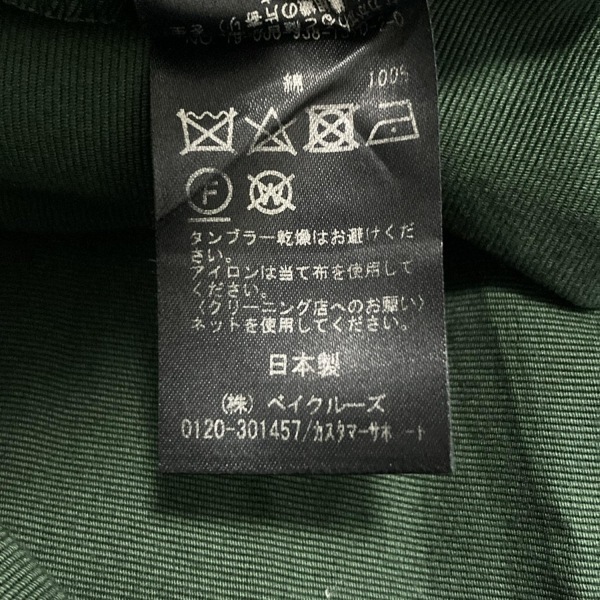 綿 100%
F W
タンブラー乾燥はお避けくだ
さい。
アイロンは当て布を使用して
ください。
〈クリーニング店へのお願い〉
ネットを使用してください。
日本製
(株) ベイクルーズ
0120-301457/カスタマーサポート